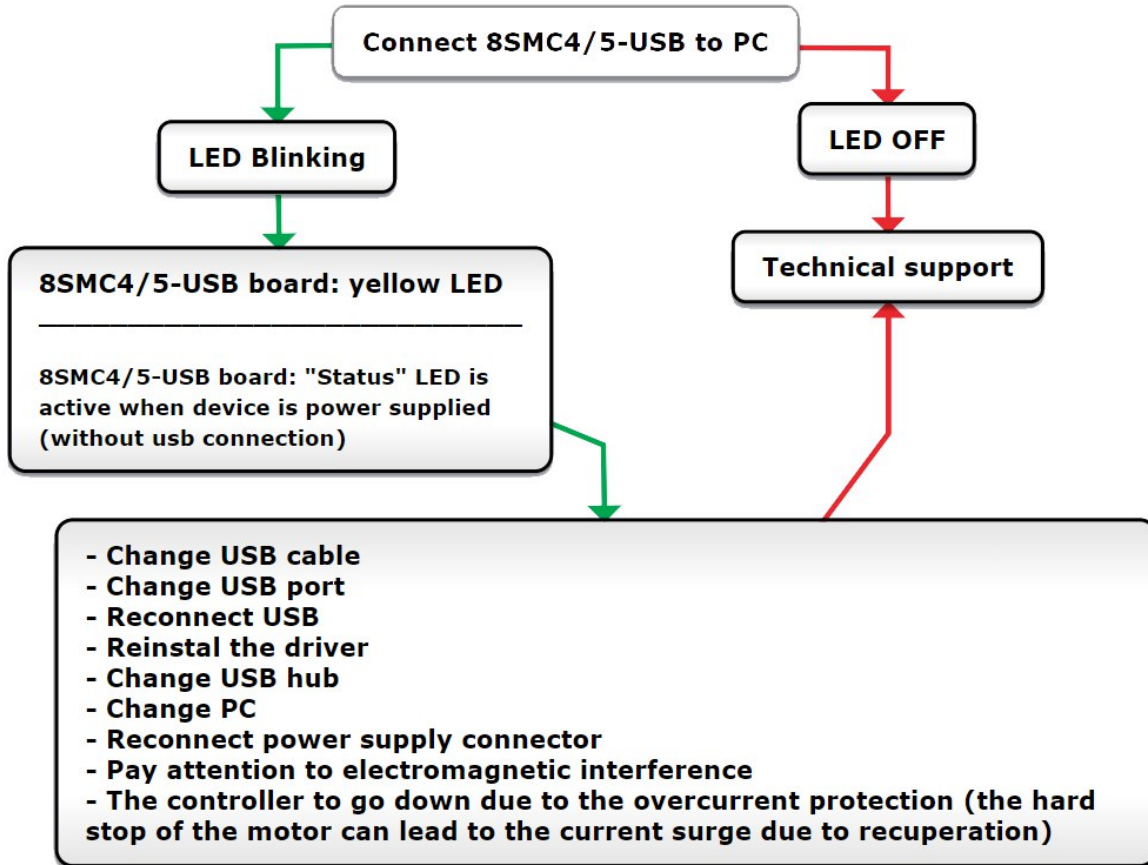 Connect 8SMC4/5-USB to PC
LED Blinking
LED OFF
8SMC4/5-USB board: yellow LED
8SMC4/5-USB board: "Status" LED is
active when device is power supplied
(without usb connection)
Technical support
- Change USB cable
- Change USB port
- Reconnect USB
- Reinstal the driver
- Change USB hub
- Change PC
- Reconnect power supply connector
- Pay attention to electromagnetic interference
- The controller to go down due to the overcurrent protection (the hard
stop of the motor can lead to the current surge due to recuperation)